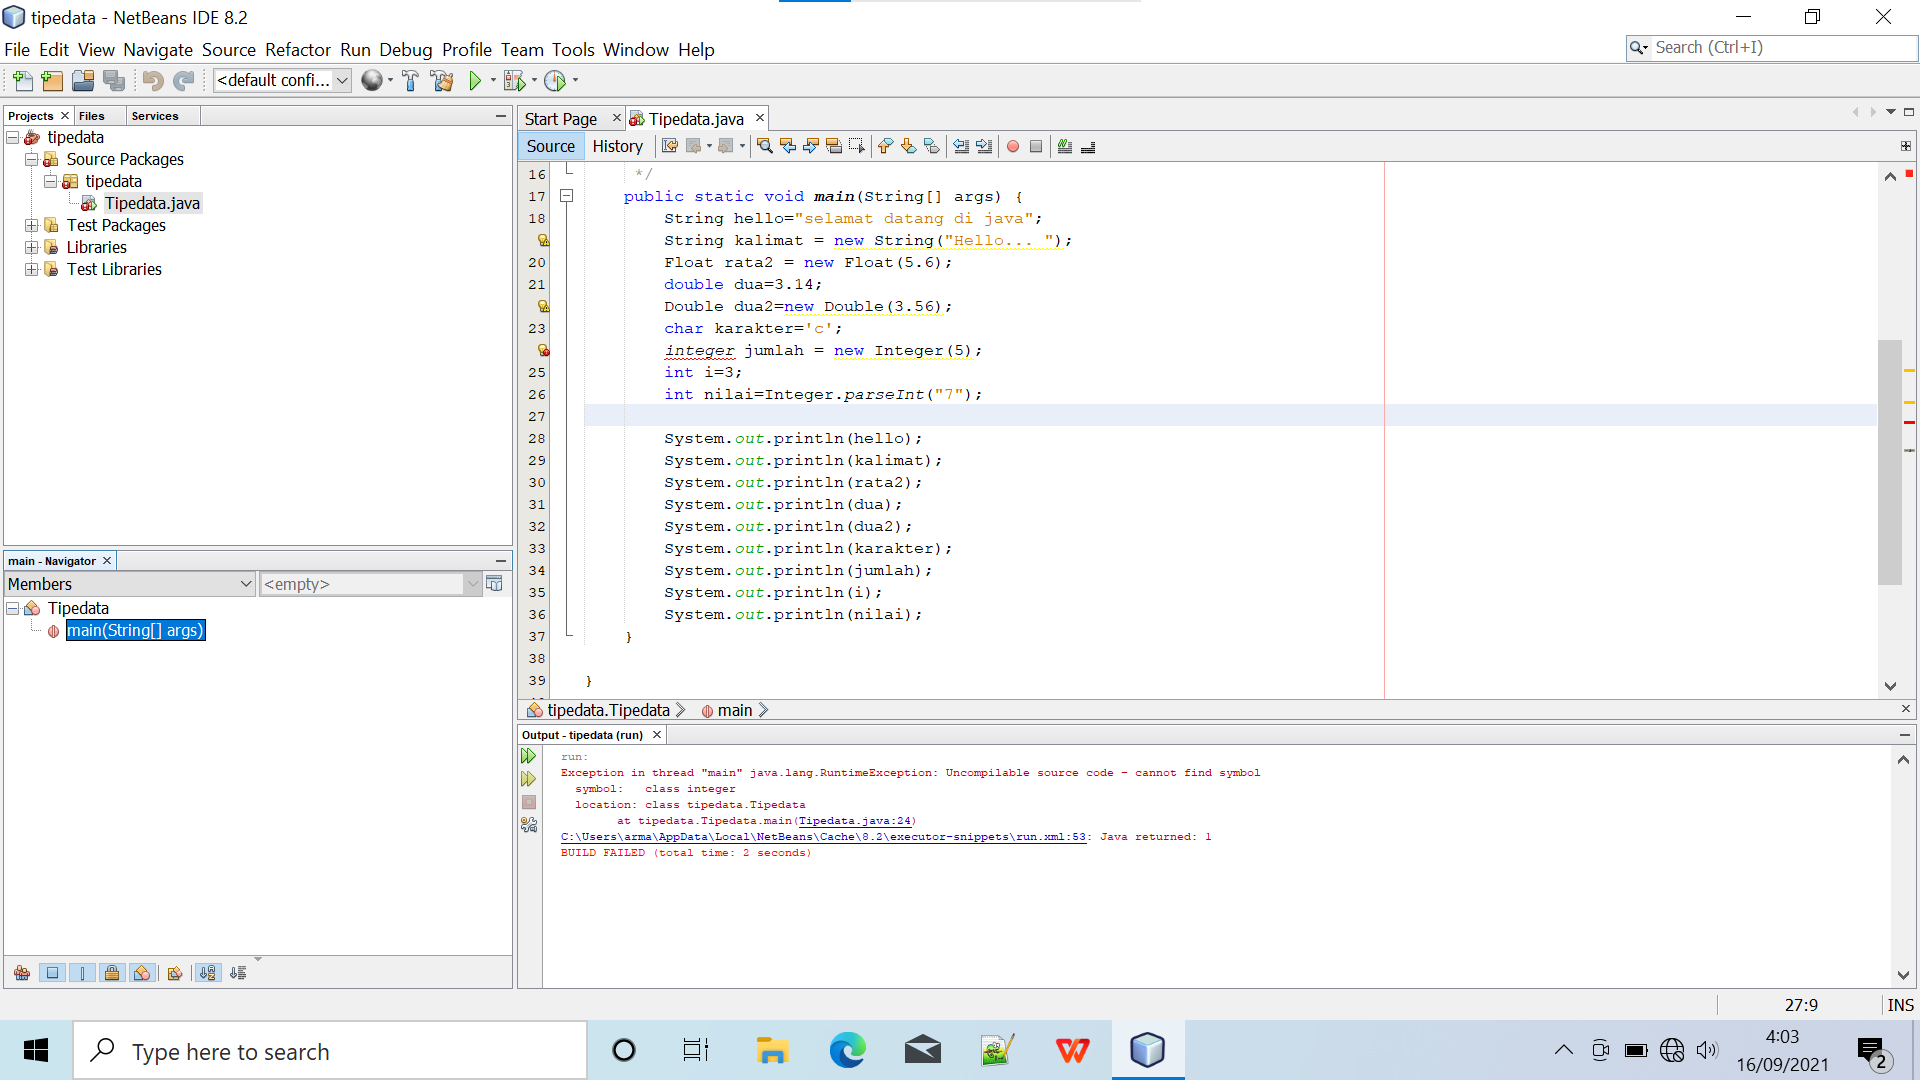 tipedata - NetBeans IDE 8.2
File Edit View Navigate Source Refactor Run Debug Profile Team Tools Window Help
Search (Ctrl+I)
<default confi...
Projects Files Services
tipedata
Source Packages
tipedata
Tipedata.java
Test Packages
Libraries
Test Libraries
main - Navigator
Members <empty>
Tipedata
main(String[] args)
Start Page Tipedata.java
Source History
16 */
17 public static void main(String[] args) {
18 String hello="selamat datang di java";
String kalimat = new String("Hello... ");
20 Float rata2 = new Float(5.6);
21 double dua=3.14;
Double dua2=new Double(3.56);
23 char karakter='c';
integer jumlah = new Integer(5);
25 int i=3;
26 int nilai=Integer.parseInt("7");
27
28 System.out.println(hello);
29 System.out.println(kalimat);
30 System.out.println(rata2);
31 System.out.println(dua);
32 System.out.println(dua2);
33 System.out.println(karakter);
34 System.out.println(jumlah);
35 System.out.println(i);
36 System.out.println(nilai);
37 }
38
39 }
tipedata.Tipedata main
Output - tipedata (run)
run:
Exception in thread "main" java.lang.RuntimeException: Uncompilable source code - cannot find symbol
symbol: class integer
location: class tipedata.Tipedata
at tipedata.Tipedata.main(Tipedata.java:24)
C:\Users\arma\AppData\Local\NetBeans\Cache\8.2\executor-snippets\run.xml:53: Java returned: 1
BUILD FAILED (total time: 2 seconds)
27:9 INS
Type here to search
4:03
16/09/2021
2